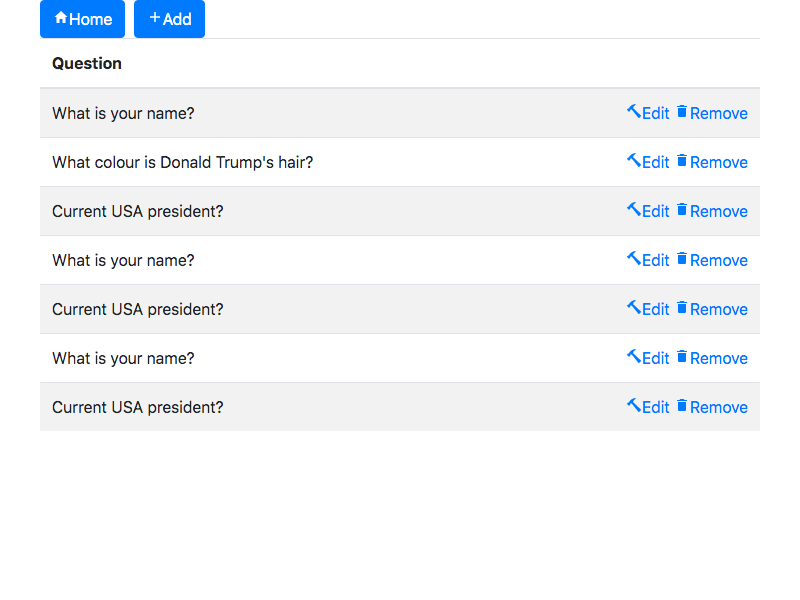 Home Add
Question
What is your name? Edit Remove
What colour is Donald Trump's hair? Edit Remove
Current USA president? Edit Remove
What is your name? Edit Remove
Current USA president? Edit Remove
What is your name? Edit Remove
Current USA president? Edit Remove